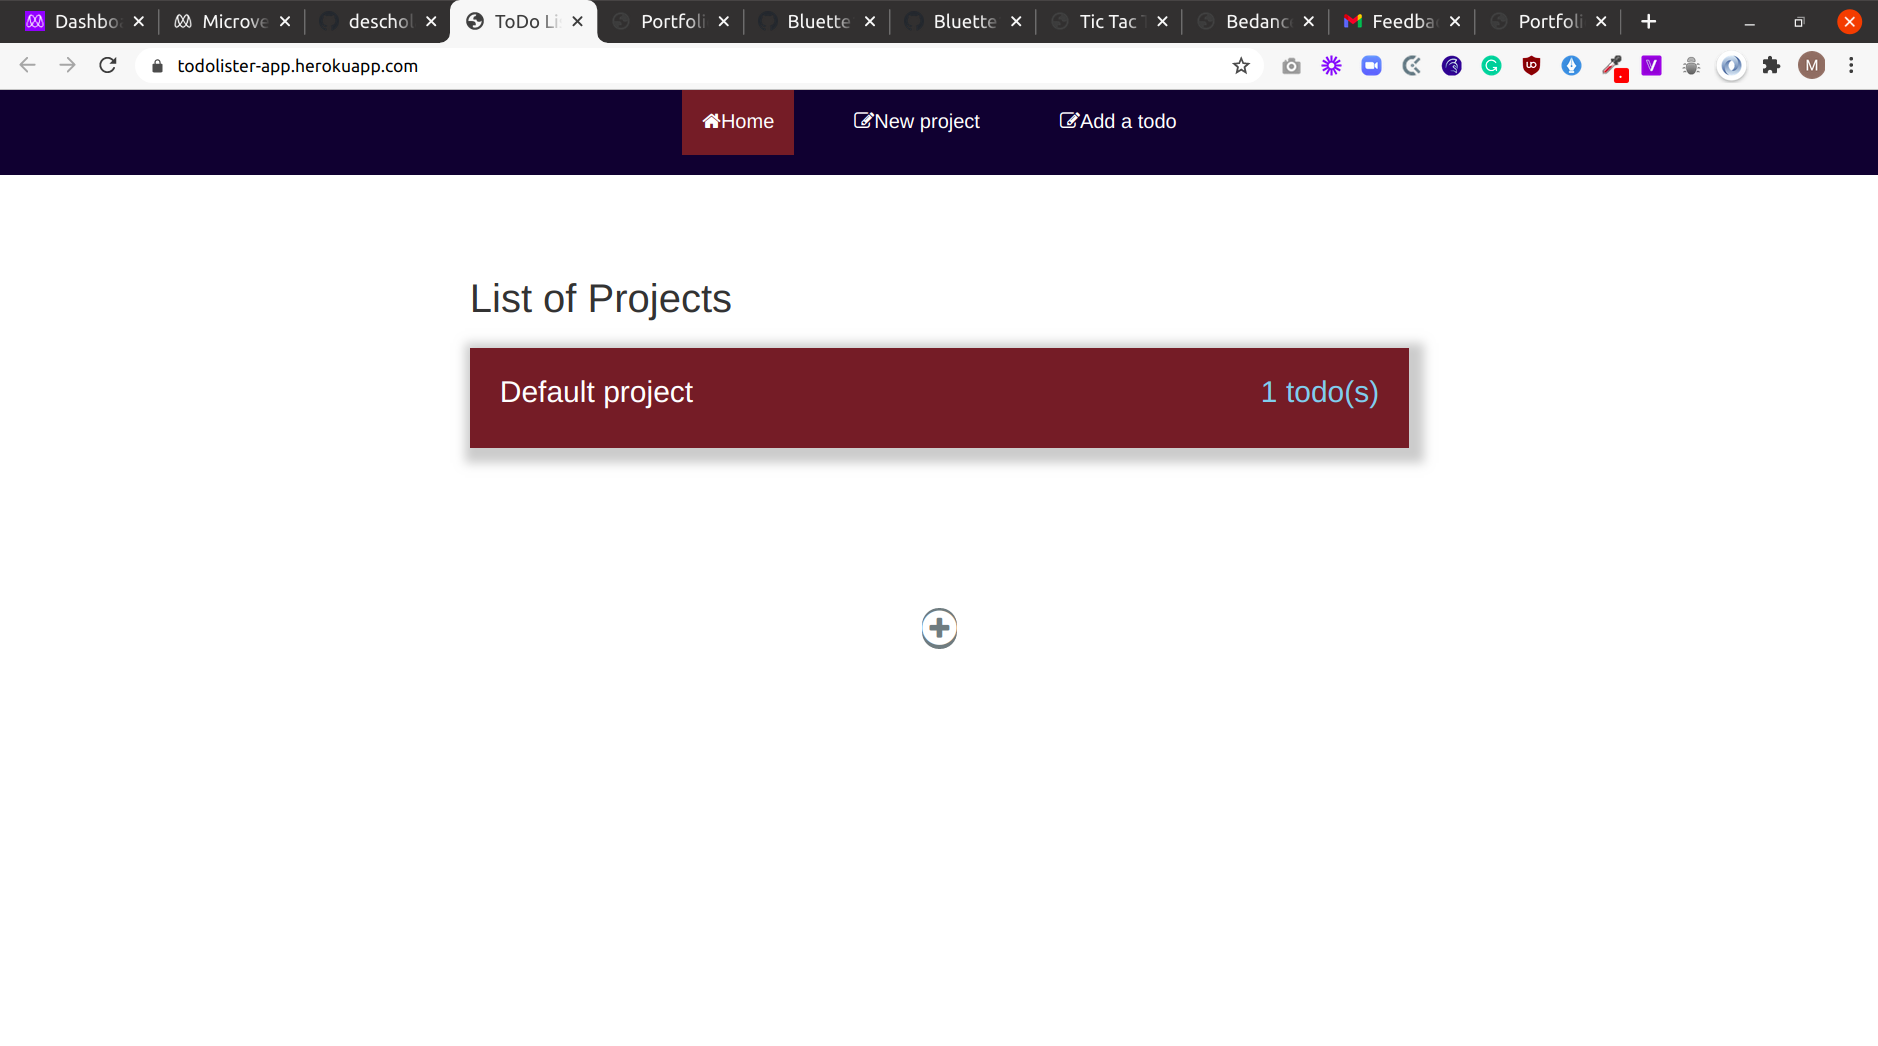 Dashbo
Microve
deschol
ToDo Li
Portfoli
Bluette
Bluette
Tic Tac T
Bedanc
Feedba
Portfoli
todolister-app.herokuapp.com
M
Home
New project
Add a todo
List of Projects
Default project
1 todo(s)